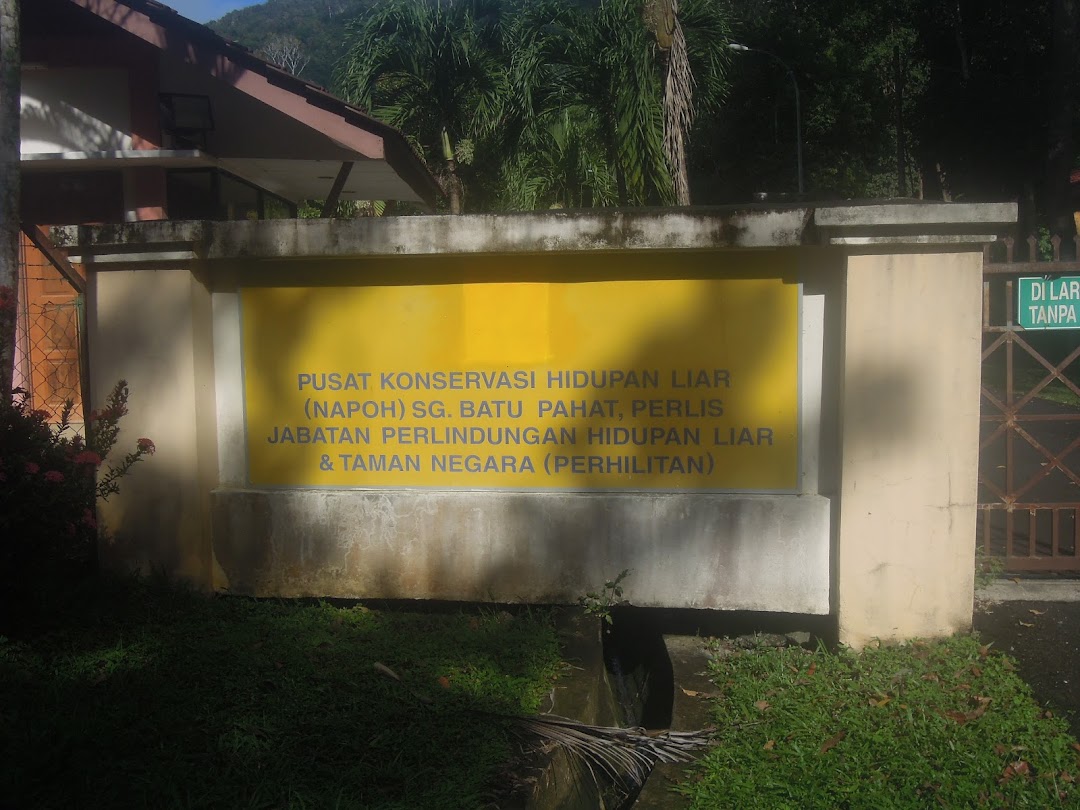 PUSAT KONSERVASI HIDUPAN LIAR
(NAPOH) SG. BATU PAHAT, PERLIS
JABATAN PERLINDUNGAN HIDUPAN LIAR
& TAMAN NEGARA (PERHILITAN)
DI LAR
TANPA